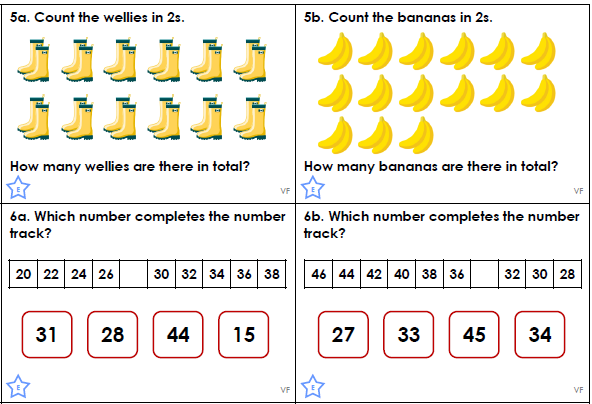 5a. Count the wellies in 2s.
How many wellies are there in total?
E
VF
5b. Count the bananas in 2s.
How many bananas are there in total?
E
VF
6a. Which number completes the number
track?
20 22 24 26 30 32 34 36 38
31 28 44 15
E
VF
6b. Which number completes the number
track?
46 44 42 40 38 36 32 30 28
27 33 45 34
E
VF